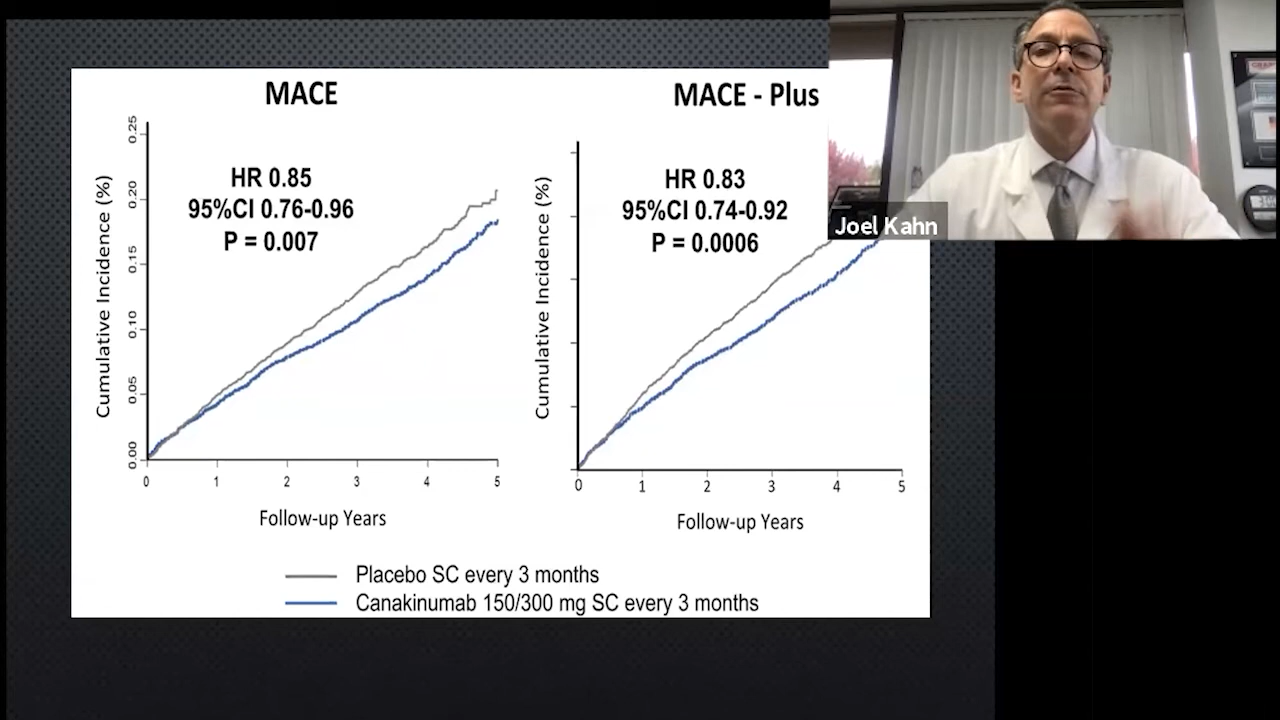 MACE
HR 0.85
95%CI 0.76-0.96
P = 0.007
Cumulative Incidence (%)
0.25
0.20
0.15
0.10
0.05
0.00
0 1 2 3 4 5
Follow-up Years
MACE - Plus
HR 0.83
95%CI 0.74-0.92
P = 0.0006
Cumulative Incidence (%)
0 1 2 3 4 5
Follow-up Years
Placebo SC every 3 months
Canakinumab 150/300 mg SC every 3 months
Joel Kahn